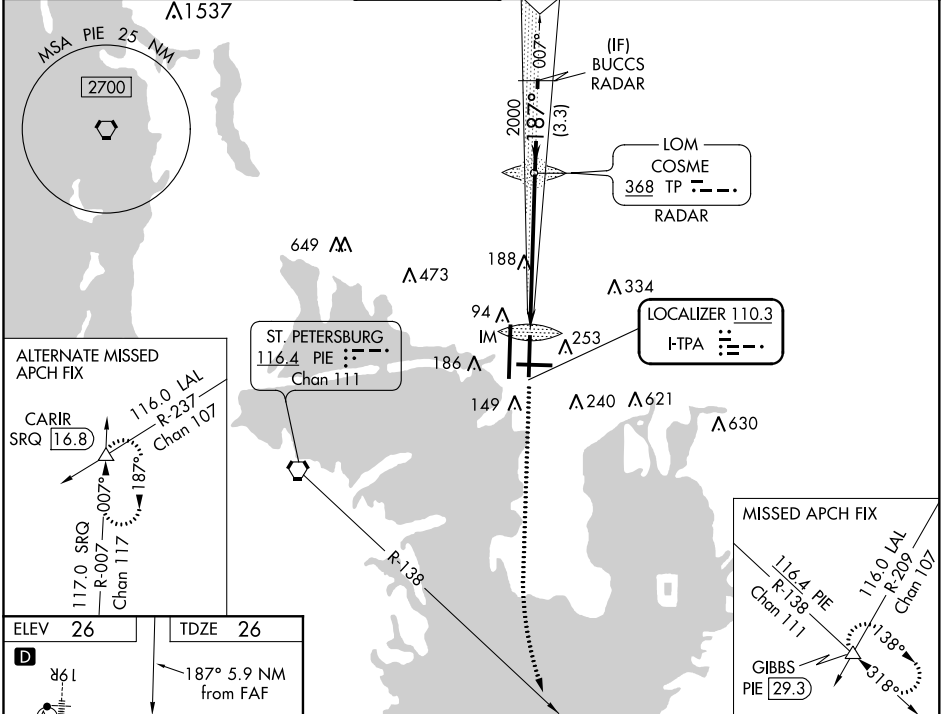 1537
MSA PIE 25 NM
2700
007°
(IF)
BUCCS
RADAR
2000
187°
(3.3)
LOM
COSME
368 TP
RADAR
649
473
188
334
94
IM
253
LOCALIZER 110.3
I-TPA
ST. PETERSBURG
116.4 PIE
Chan 111
186
149
240
621
630
ALTERNATE MISSED
APCH FIX
CARIR
SRQ 16.8
116.0 LAL
R-237
Chan 107
007°
187°
117.0 SRQ
R-007
Chan 117
R-138
MISSED APCH FIX
116.4 PIE
R-138
Chan 111
116.0 LAL
R-209
Chan 107
138°
318°
GIBBS
PIE 29.3
ELEV 26
TDZE 26
D
19R
187° 5.9 NM
from FAF